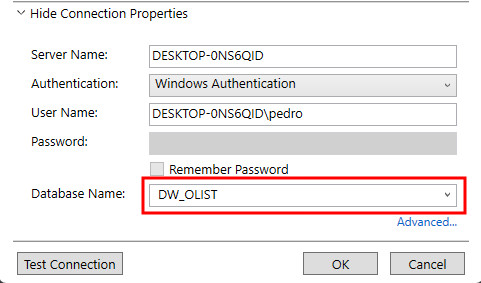 Hide Connection Properties
Server Name: DESKTOP-0NS6QID
Authentication: Windows Authentication
User Name: DESKTOP-0NS6QID\pedro
Password:
Remember Password
Database Name: DW_OLIST
Advanced...
Test Connection OK Cancel